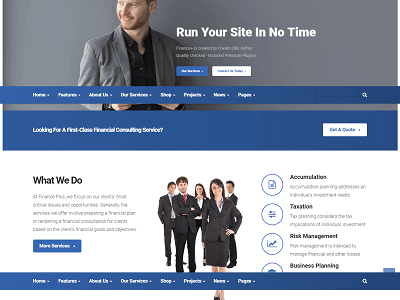 Run Your Site In No Time
Finance+ is created by Envato Elite Author
Quality checked - Included Premium Plugins
Our Services
Contact Us Today
Home Features About Us Our Services Shop Projects News Pages
Looking For A First-Class Financial Consulting Service?
Get A Quote
What We Do
At Finance Plus, we focus on our clients' most
critical issues and opportunities. Generally, the
services we offer involve preparing a financial plan
or rendering a financial consultation for clients
based on the client's financial goals and objectives.
More Services
Accumulation
Accumulation planning addresses an
individual's investment needs
Taxation
Tax planning considers the tax
implications of individual, investment
Risk Management
Risk management is intended to
manage financial and other losses
Business Planning
Home Features About Us Our Services Shop Projects News Pages